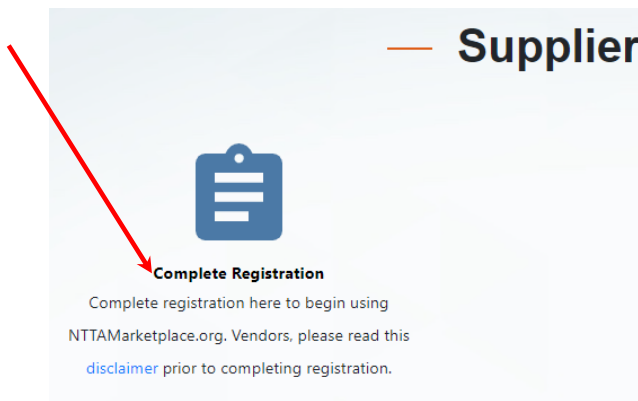 — Supplier
Complete Registration
Complete registration here to begin using
NTTAMarketplace.org. Vendors, please read this
disclaimer prior to completing registration.